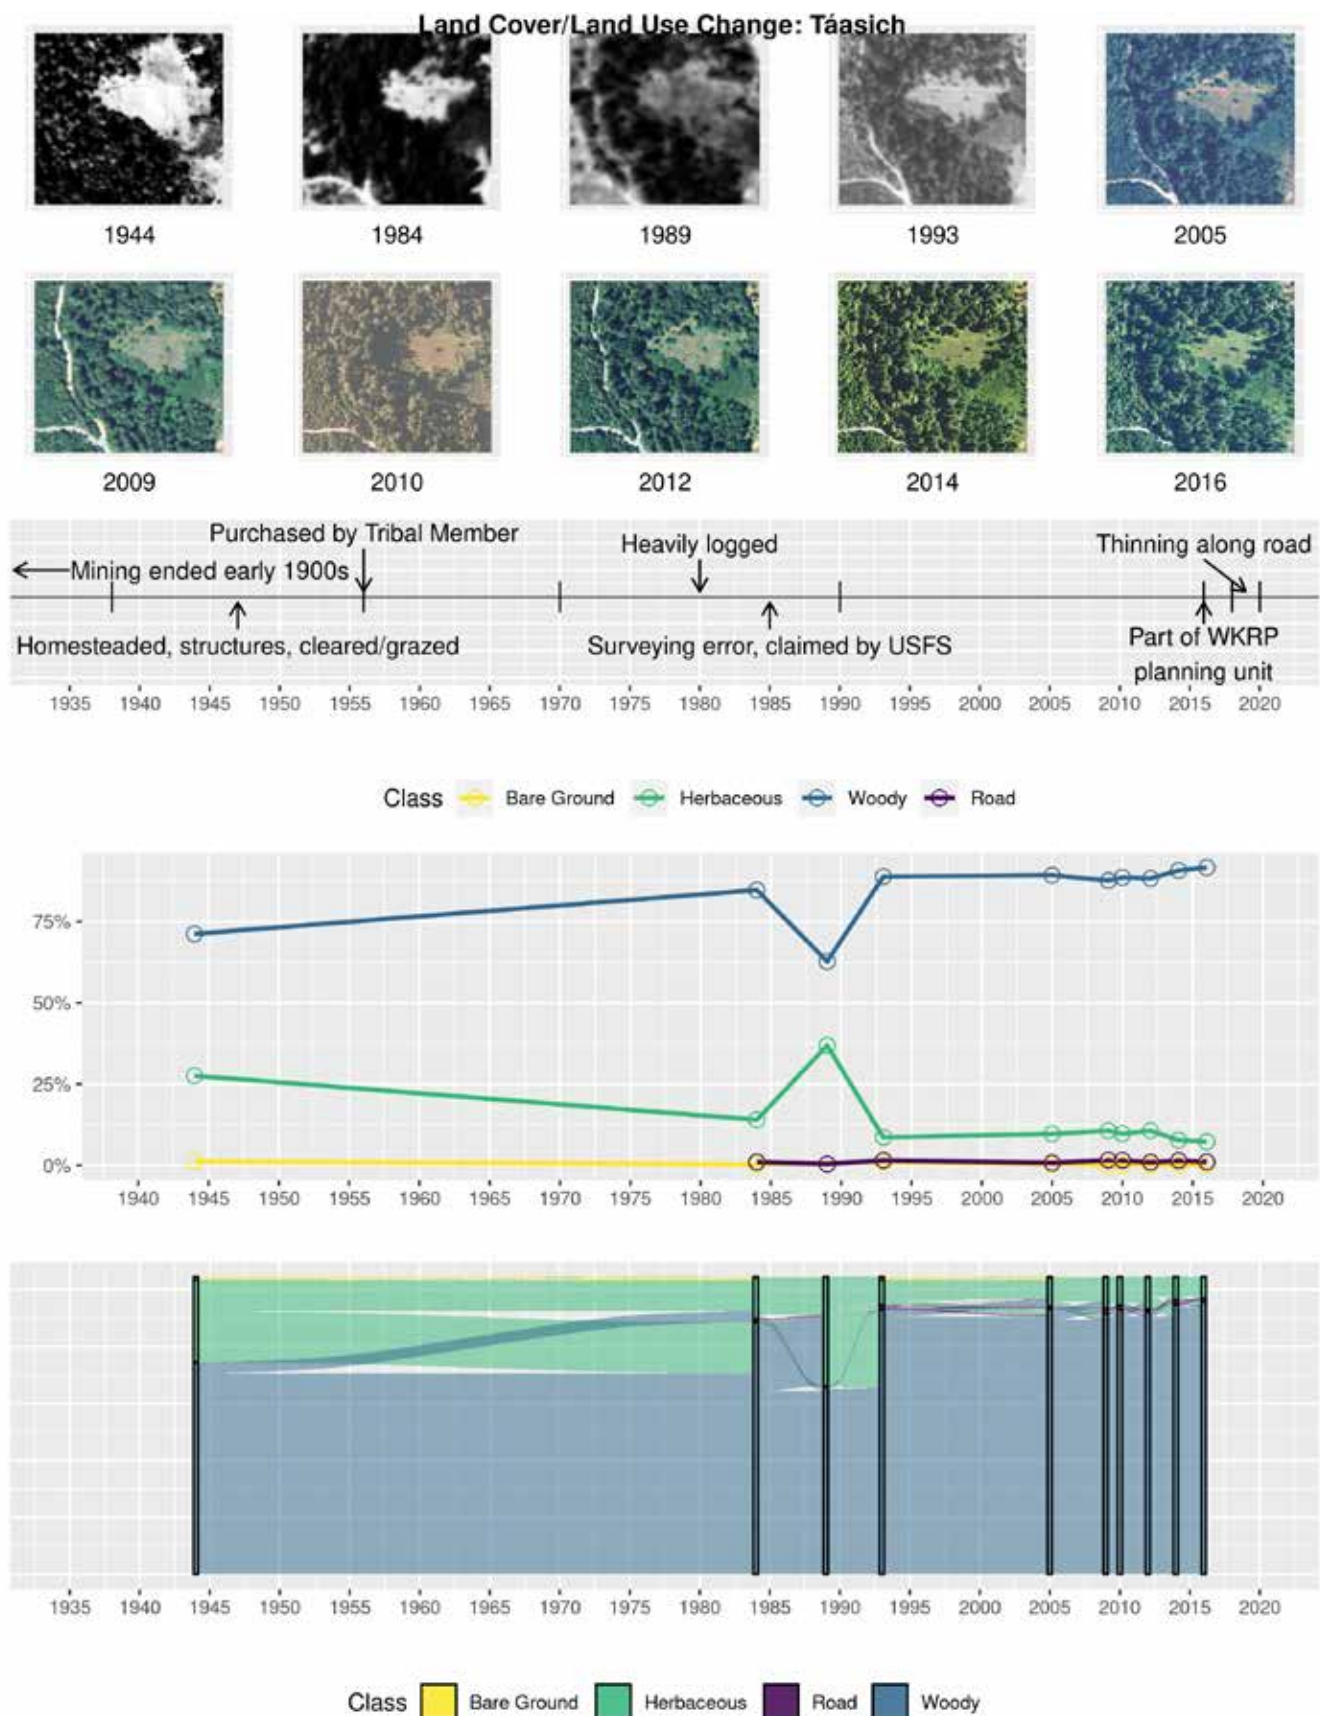 Land Cover/Land Use Change: Táasich
1944 1984 1989 1993 2005
2009 2010 2012 2014 2016
Purchased by Tribal Member
Heavily logged
Thinning along road
Mining ended early 1900s
Homesteaded, structures, cleared/grazed
Surveying error, claimed by USFS
Part of WKRP
planning unit
1935 1940 1945 1950 1955 1960 1965 1970 1975 1980 1985 1990 1995 2000 2005 2010 2015 2020
Class Bare Ground Herbaceous Woody Road
75%
50%
25%
0%
1940 1945 1950 1955 1960 1965 1970 1975 1980 1985 1990 1995 2000 2005 2010 2015 2020
1935 1940 1945 1950 1955 1960 1965 1970 1975 1980 1985 1990 1995 2000 2005 2010 2015 2020
Class Bare Ground Herbaceous Road Woody